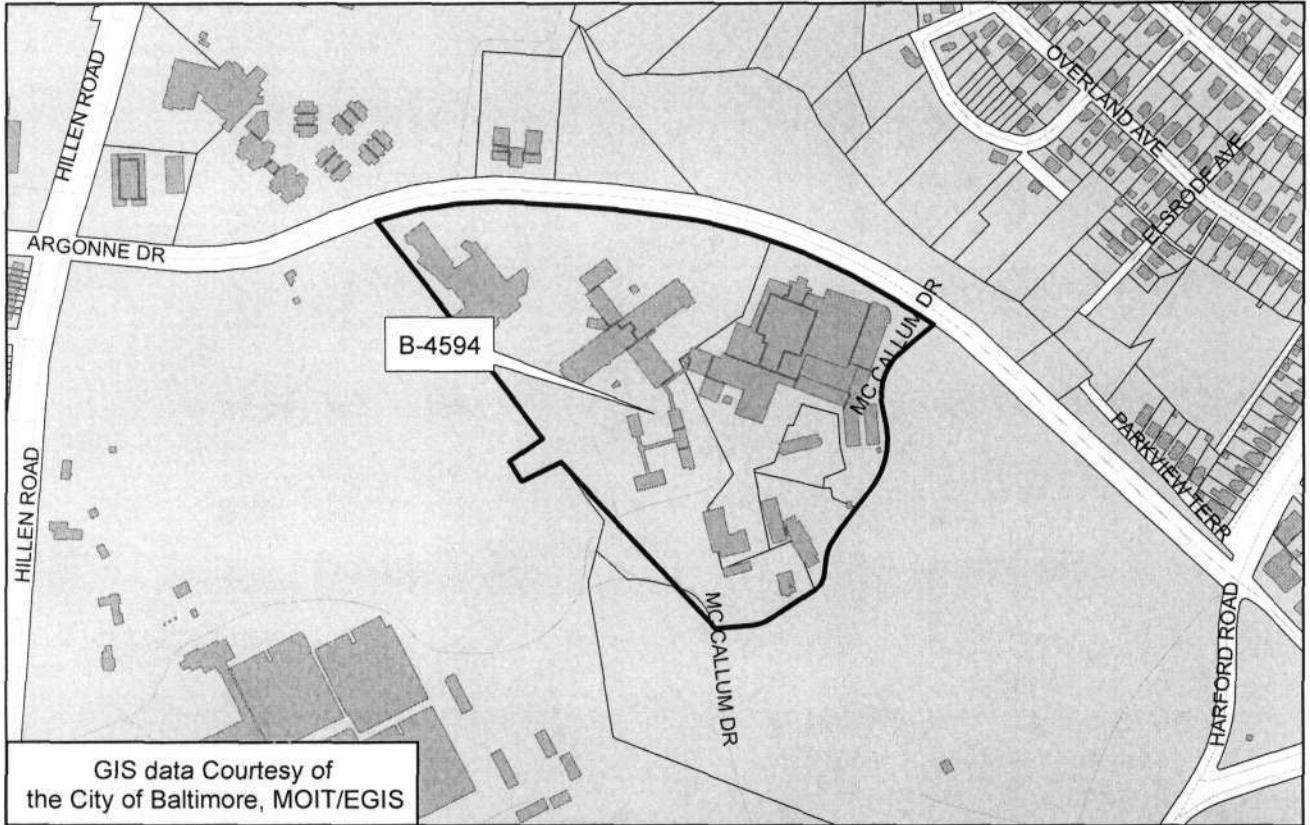 HILLEN ROAD
OVERLAND AVE
ELSRODE AVE
ARGONNE DR
MC CALLUM DR
B-4594
PARKVIEW TERR
HILLEN ROAD
MC CALLUM DR
HARFORD ROAD
GIS data Courtesy of
the City of Baltimore, MOIT/EGIS